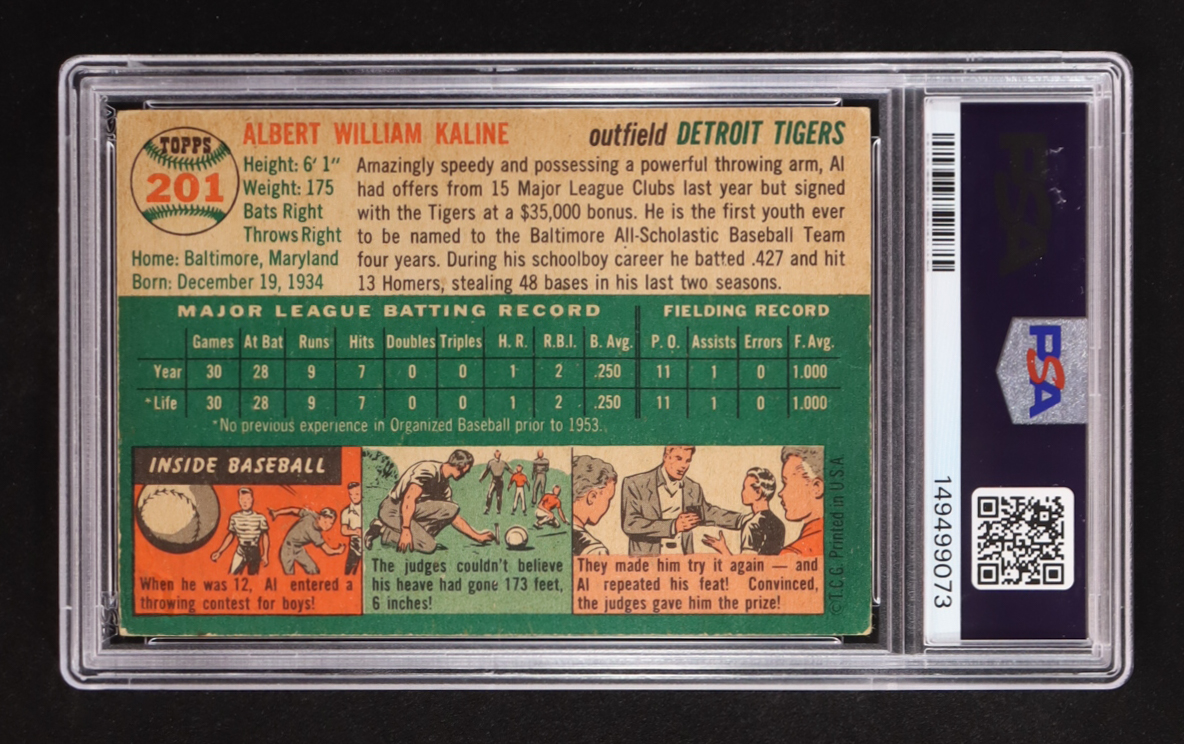 TOPPS
201
ALBERT WILLIAM KALINE
outfield DETROIT TIGERS
Height: 6' 1"
Weight: 175
Bats Right
Throws Right
Home: Baltimore, Maryland
Born: December 19, 1934
Amazingly speedy and possessing a powerful throwing arm, Al
had offers from 15 Major League Clubs last year but signed
with the Tigers at a $35,000 bonus. He is the first youth ever
to be named to the Baltimore All-Scholastic Baseball Team
four years. During his schoolboy career he batted .427 and hit
13 Homers, stealing 48 bases in his last two seasons.
MAJOR LEAGUE BATTING RECORD FIELDING RECORD
Games At Bat Runs Hits Doubles Triples H. R. R.B.I. B. Avg. P. O. Assists Errors F. Avg.
Year 30 28 9 7 0 0 1 2 .250 11 1 0 1.000
*Life 30 28 9 7 0 0 1 2 .250 11 1 0 1.000
*No previous experience in Organized Baseball prior to 1953.
INSIDE BASEBALL
When he was 12, Al entered a
throwing contest for boys!
The judges couldn't believe
his heave had gone 173 feet,
6 inches!
They made him try it again — and
Al repeated his feat! Convinced,
the judges gave him the prize!
©T.C.G. Printed in U.S.A.
PSA
PSA
149499073